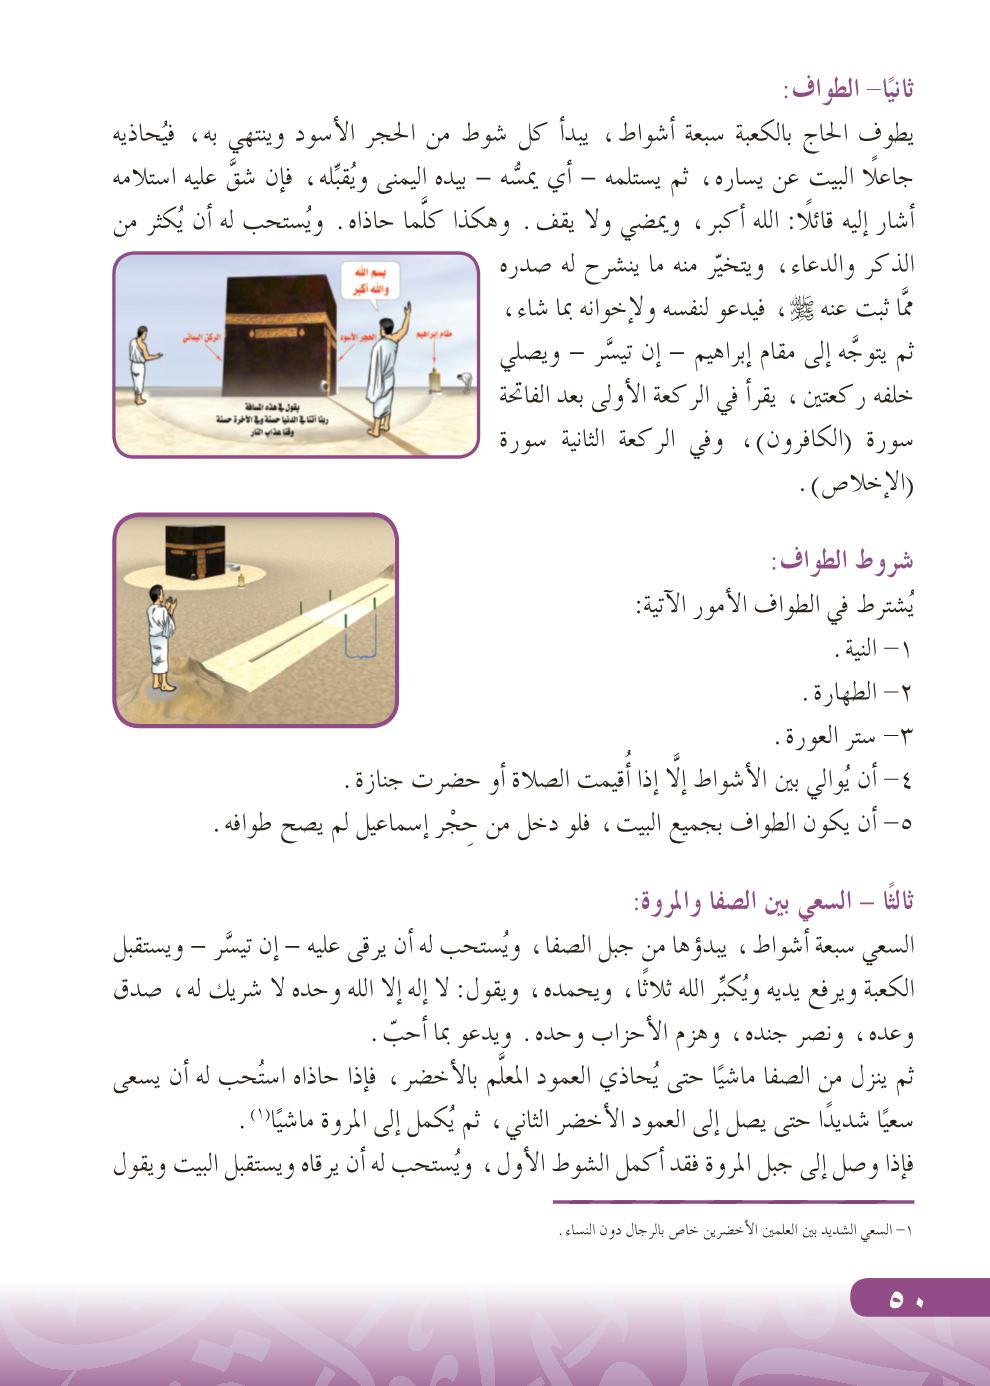 ثانيًا– الطواف:
يطوف الحاج بالكعبة سبعة أشواط، يبدأ كل شوط من الحجر الأسود وينتهي به، فيُحاذيه
جاعلًا البيت عن يساره، ثم يستلمه – أي يمسُّه – بيده اليمنى ويُقبِّله، فإن شقَّ عليه استلامه
أشار إليه قائلًا: الله أكبر، ويمضي ولا يقف. وهكذا كلَّما حاذاه. ويُستحب له أن يُكثر من
الذكر والدعاء، ويتخيّر منه ما ينشرح له صدره
ممَّا ثبت عنه ﷺ، فيدعو لنفسه ولإخوانه بما شاء،
ثم يتوجَّه إلى مقام إبراهيم – إن تيسَّر – ويصلي
خلفه ركعتين، يقرأ في الركعة الأولى بعد الفاتحة
سورة (الكافرون)، وفي الركعة الثانية سورة
(الإخلاص).
بسم الله
والله أكبر
مقام إبراهيم
الحجر الأسود
الركن اليماني
يقول في هذه المسافة
ربنا آتنا في الدنيا حسنة وفي الآخرة حسنة
وقنا عذاب النار
شروط الطواف:
يُشترط في الطواف الأمور الآتية:
١– النية.
٢– الطهارة.
٣– ستر العورة.
٤– أن يُوالي بين الأشواط إلَّا إذا أُقيمت الصلاة أو حضرت جنازة.
٥– أن يكون الطواف بجميع البيت، فلو دخل من حِجْر إسماعيل لم يصح طوافه.
ثالثًا – السعي بين الصفا والمروة:
السعي سبعة أشواط، يبدؤها من جبل الصفا، ويُستحب له أن يرقى عليه – إن تيسَّر – ويستقبل
الكعبة ويرفع يديه ويُكبِّر الله ثلاثًا، ويحمده، ويقول: لا إله إلا الله وحده لا شريك له، صدق
وعده، ونصر جنده، وهزم الأحزاب وحده. ويدعو بما أحبّ.
ثم ينزل من الصفا ماشيًا حتى يُحاذي العمود المعلَّم بالأخضر، فإذا حاذاه استُحب له أن يسعى
سعيًا شديدًا حتى يصل إلى العمود الأخضر الثاني، ثم يُكمل إلى المروة ماشيًا(١).
فإذا وصل إلى جبل المروة فقد أكمل الشوط الأول، ويُستحب له أن يرقاه ويستقبل البيت ويقول
١– السعي الشديد بين العلمين الأخضرين خاص بالرجال دون النساء.
٥٠